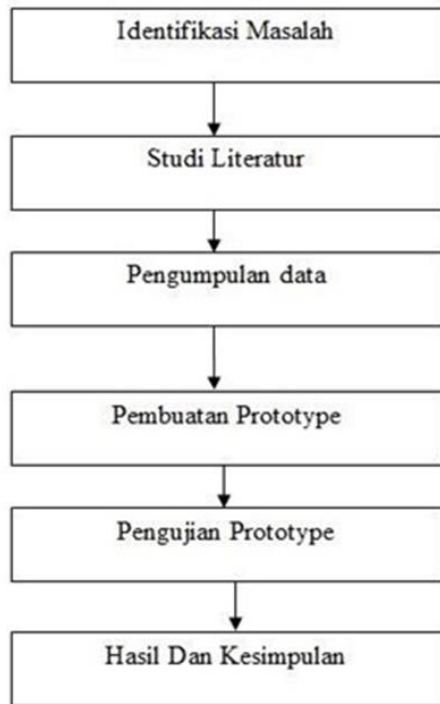 Identifikasi Masalah
Studi Literatur
Pengumpulan data
Pembuatan Prototype
Pengujian Prototype
Hasil Dan Kesimpulan